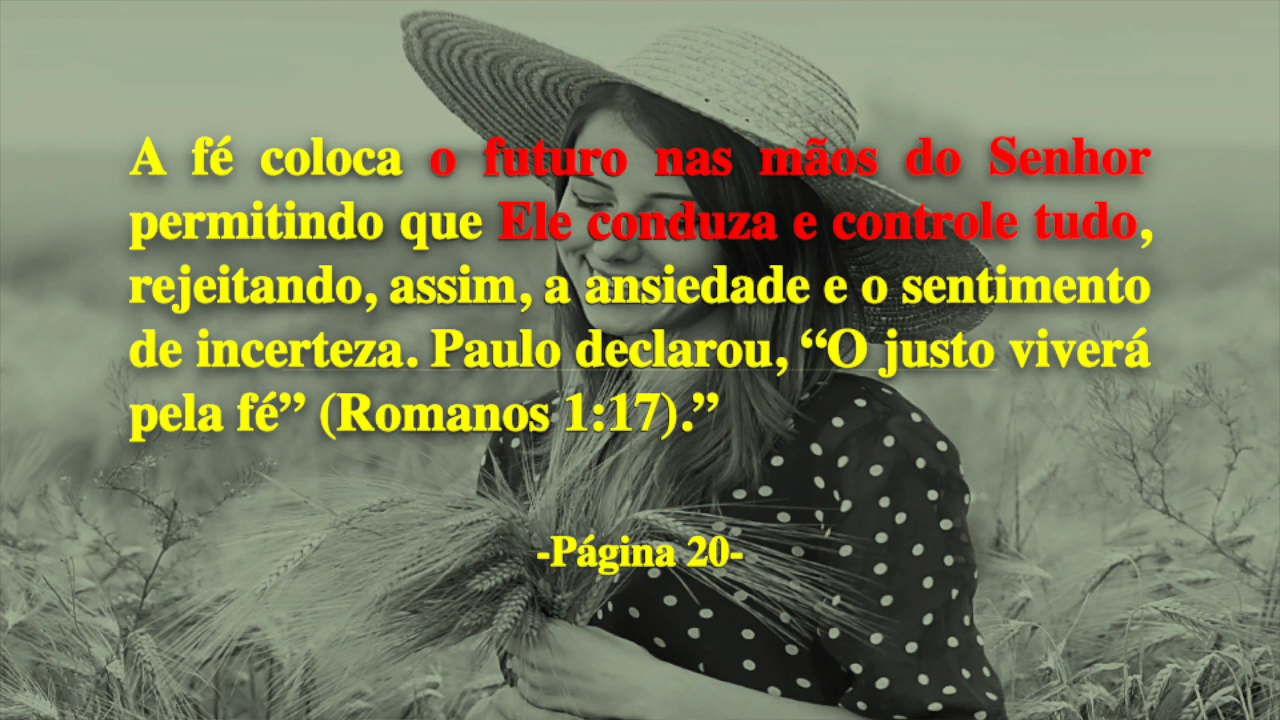 A fé coloca o futuro nas mãos do Senhor
permitindo que Ele conduza e controle tudo,
rejeitando, assim, a ansiedade e o sentimento
de incerteza. Paulo declarou, “O justo viverá
pela fé” (Romanos 1:17).”
-Página 20-